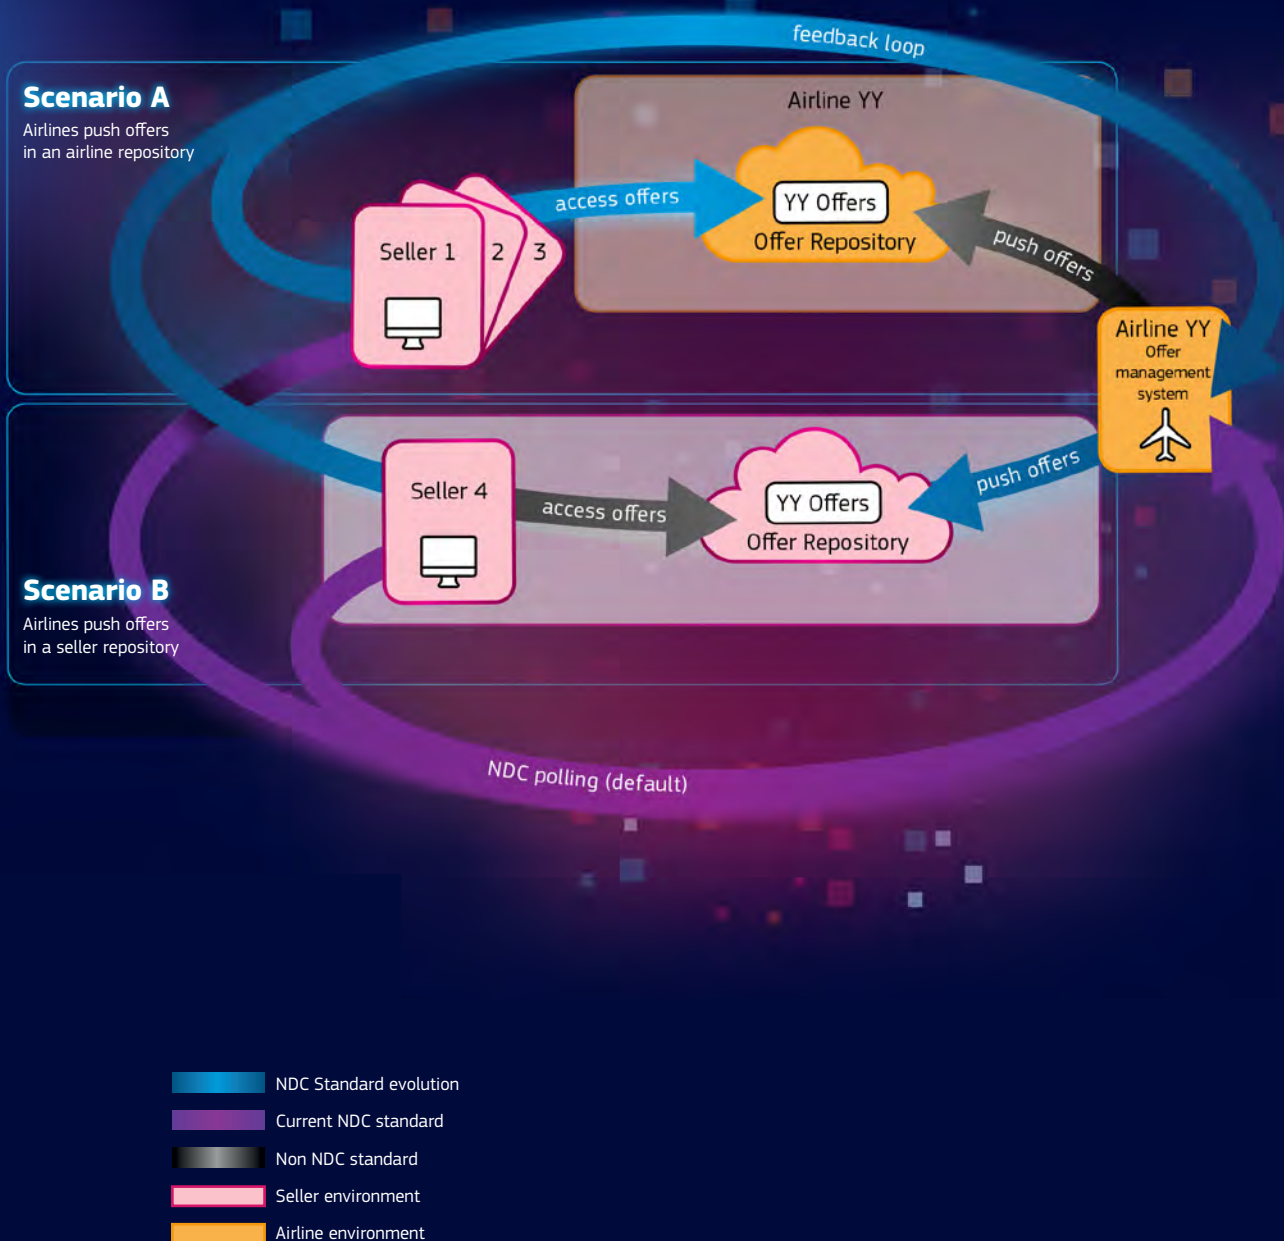 feedback loop
Scenario A
Airlines push offers
in an airline repository
Airline YY
access offers
YY Offers
Offer Repository
push offers
Seller 1
2
3
Airline YY
Offer
management
system
Scenario B
Airlines push offers
in a seller repository
Seller 4
access offers
YY Offers
Offer Repository
push offers
NDC polling (default)
NDC Standard evolution
Current NDC standard
Non NDC standard
Seller environment
Airline environment